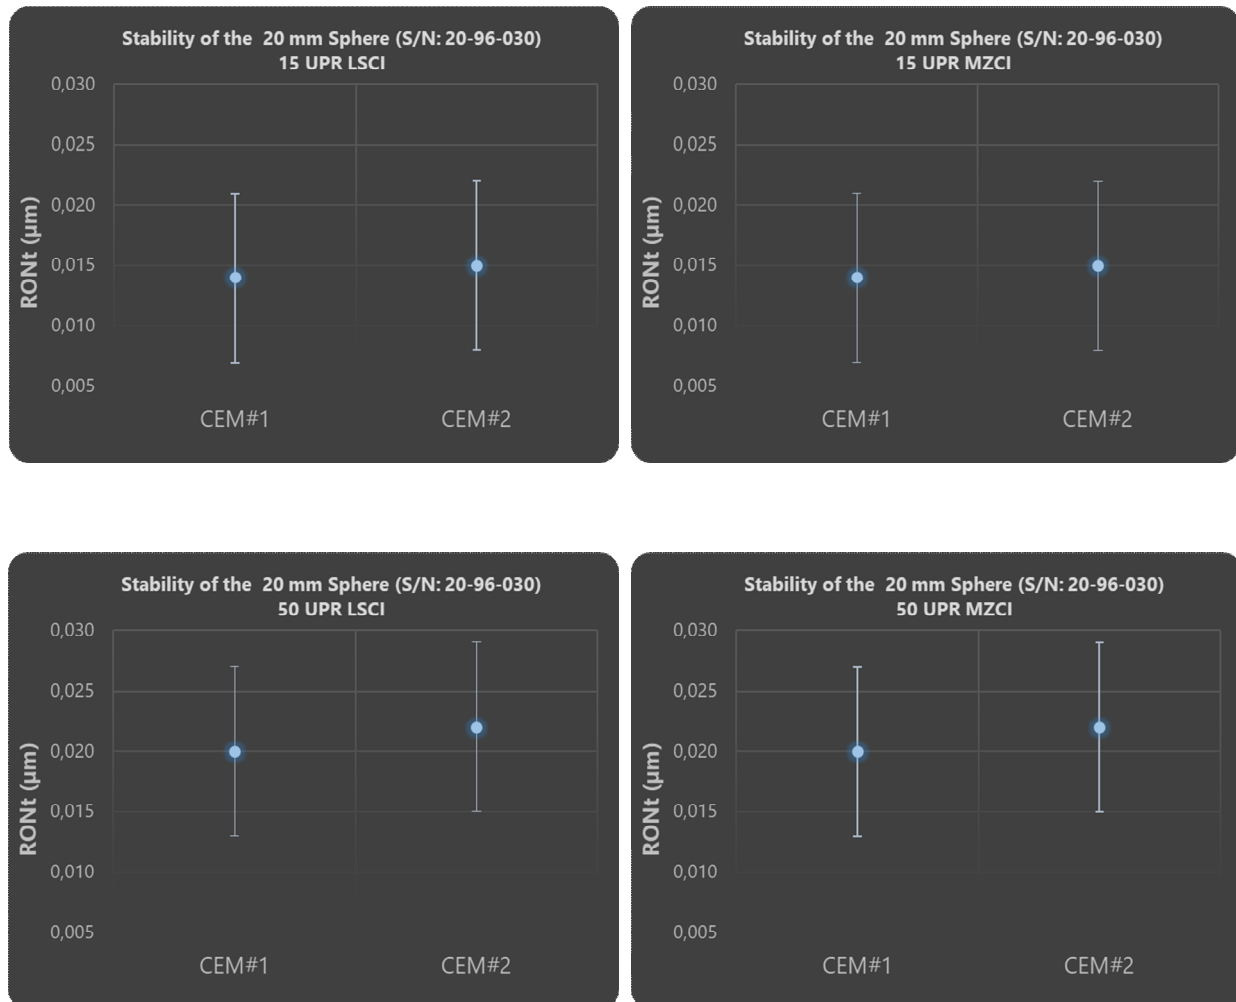 Stability of the  20 mm Sphere (S/N: 20-96-030)
15 UPR LSCI
0,030
0,025
0,020
0,015
0,010
0,005
RONt (µm)
CEM#1
CEM#2
Stability of the  20 mm Sphere (S/N: 20-96-030)
15 UPR MZCI
0,030
0,025
0,020
0,015
0,010
0,005
RONt (µm)
CEM#1
CEM#2
Stability of the  20 mm Sphere (S/N: 20-96-030)
50 UPR LSCI
0,030
0,025
0,020
0,015
0,010
0,005
RONt (µm)
CEM#1
CEM#2
Stability of the  20 mm Sphere (S/N: 20-96-030)
50 UPR MZCI
0,030
0,025
0,020
0,015
0,010
0,005
RONt (µm)
CEM#1
CEM#2